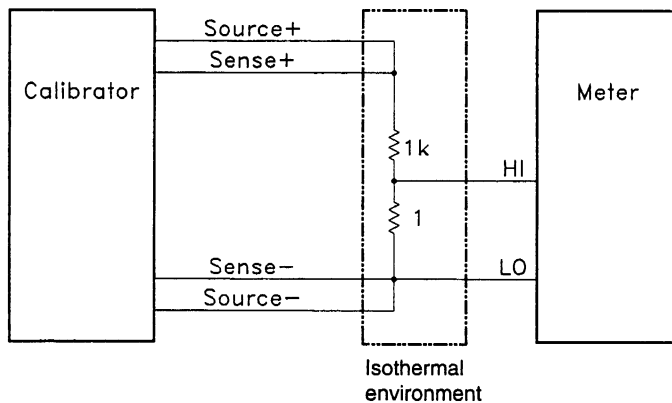 Source+
Sense+
Calibrator
Meter
1k
HI
1
Sense−
LO
Source−
Isothermal
environment